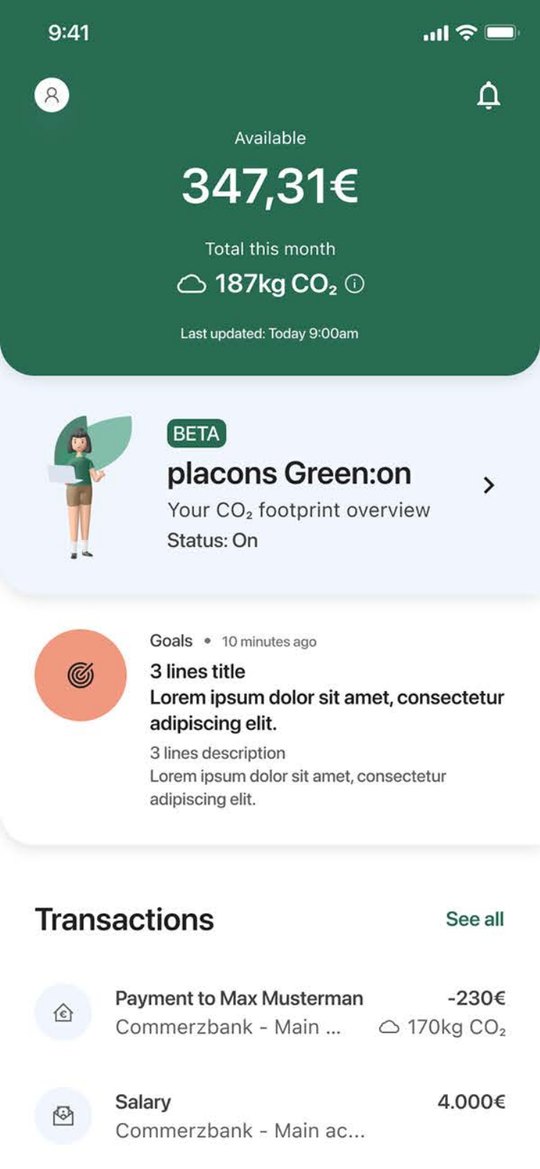 9:41
Available
347,31€
Total this month
187kg CO₂
Last updated: Today 9:00am
BETA
placons Green:on
Your CO₂ footprint overview
Status: On
Goals • 10 minutes ago
3 lines title
Lorem ipsum dolor sit amet, consectetur
adipiscing elit.
3 lines description
Lorem ipsum dolor sit amet, consectetur
adipiscing elit.
Transactions
See all
Payment to Max Musterman
-230€
Commerzbank - Main ...
170kg CO₂
Salary
4.000€
Commerzbank - Main ac...